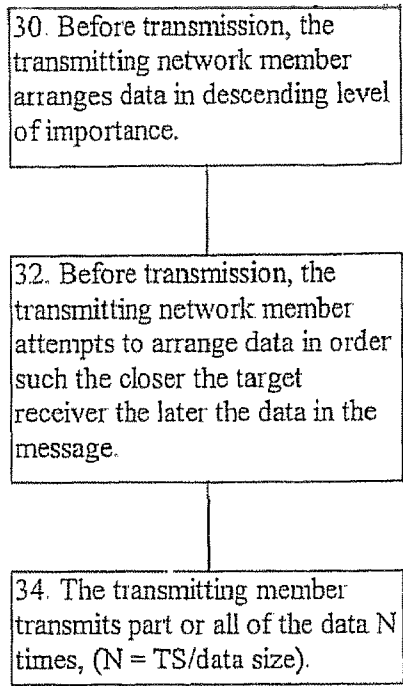 30. Before transmission, the
transmitting network member
arranges data in descending level
of importance.
32. Before transmission, the
transmitting network member
attempts to arrange data in order
such the closer the target
receiver the later the data in the
message.
34. The transmitting member
transmits part or all of the data N
times, (N = TS/data size).